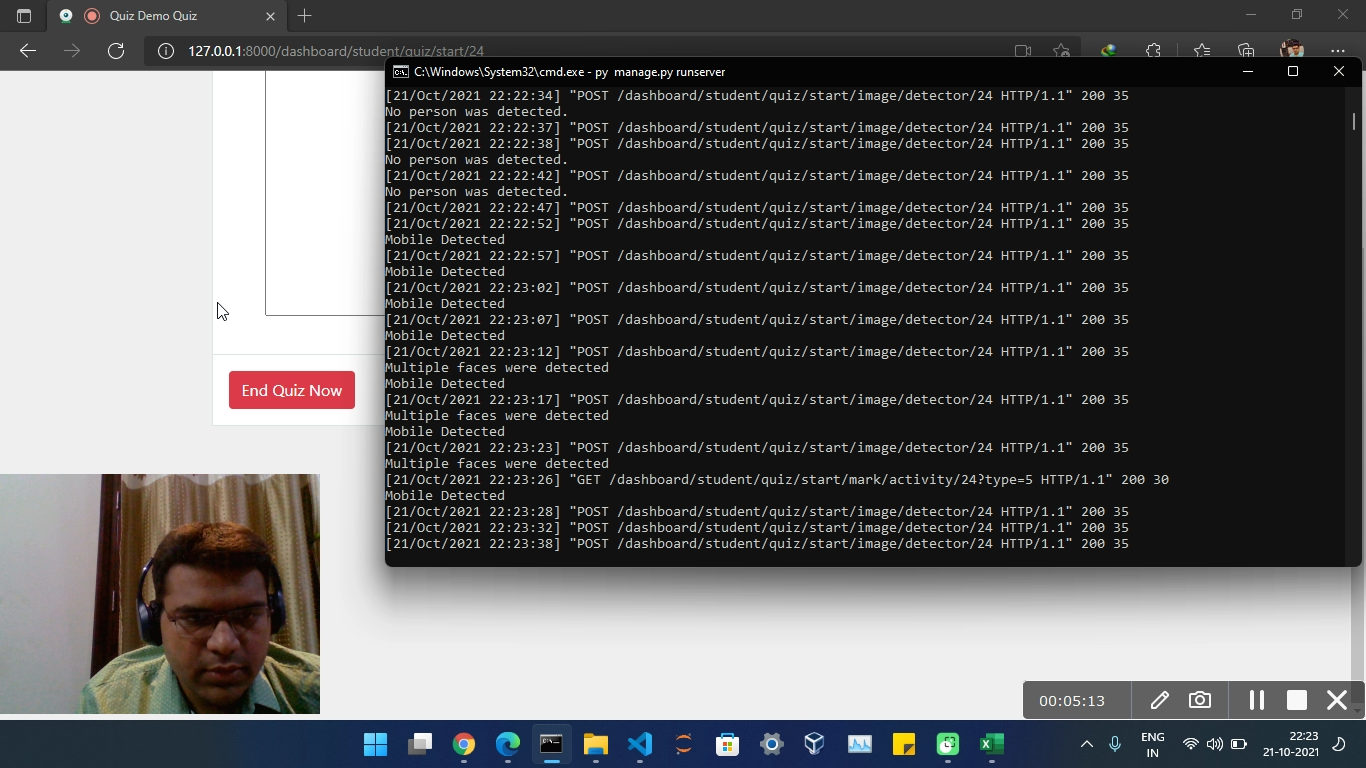 Quiz Demo Quiz
127.0.0.1:8000/dashboard/student/quiz/start/24
C:\Windows\System32\cmd.exe - py manage.py runserver
[21/Oct/2021 22:22:34] "POST /dashboard/student/quiz/start/image/detector/24 HTTP/1.1" 200 35
No person was detected.
[21/Oct/2021 22:22:37] "POST /dashboard/student/quiz/start/image/detector/24 HTTP/1.1" 200 35
[21/Oct/2021 22:22:38] "POST /dashboard/student/quiz/start/image/detector/24 HTTP/1.1" 200 35
No person was detected.
[21/Oct/2021 22:22:42] "POST /dashboard/student/quiz/start/image/detector/24 HTTP/1.1" 200 35
No person was detected.
[21/Oct/2021 22:22:47] "POST /dashboard/student/quiz/start/image/detector/24 HTTP/1.1" 200 35
[21/Oct/2021 22:22:52] "POST /dashboard/student/quiz/start/image/detector/24 HTTP/1.1" 200 35
Mobile Detected
[21/Oct/2021 22:22:57] "POST /dashboard/student/quiz/start/image/detector/24 HTTP/1.1" 200 35
Mobile Detected
[21/Oct/2021 22:23:02] "POST /dashboard/student/quiz/start/image/detector/24 HTTP/1.1" 200 35
Mobile Detected
[21/Oct/2021 22:23:07] "POST /dashboard/student/quiz/start/image/detector/24 HTTP/1.1" 200 35
Mobile Detected
[21/Oct/2021 22:23:12] "POST /dashboard/student/quiz/start/image/detector/24 HTTP/1.1" 200 35
Multiple faces were detected
Mobile Detected
[21/Oct/2021 22:23:17] "POST /dashboard/student/quiz/start/image/detector/24 HTTP/1.1" 200 35
Multiple faces were detected
Mobile Detected
[21/Oct/2021 22:23:23] "POST /dashboard/student/quiz/start/image/detector/24 HTTP/1.1" 200 35
Multiple faces were detected
[21/Oct/2021 22:23:26] "GET /dashboard/student/quiz/start/mark/activity/24?type=5 HTTP/1.1" 200 30
Mobile Detected
[21/Oct/2021 22:23:28] "POST /dashboard/student/quiz/start/image/detector/24 HTTP/1.1" 200 35
[21/Oct/2021 22:23:32] "POST /dashboard/student/quiz/start/image/detector/24 HTTP/1.1" 200 35
[21/Oct/2021 22:23:38] "POST /dashboard/student/quiz/start/image/detector/24 HTTP/1.1" 200 35
End Quiz Now
00:05:13
ENG
IN
22:23
21-10-2021